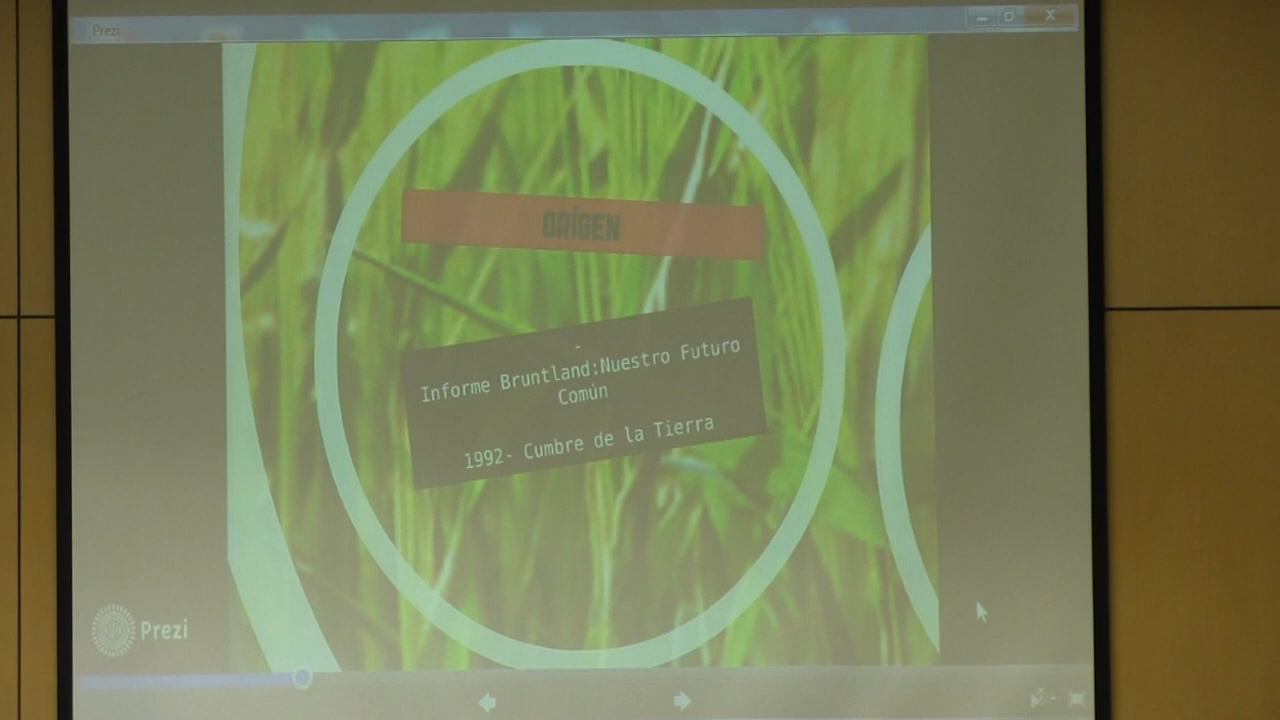 Prezi
ORÍGEN
-
Informe Bruntland:Nuestro Futuro
Común
1992- Cumbre de la Tierra
Prezi